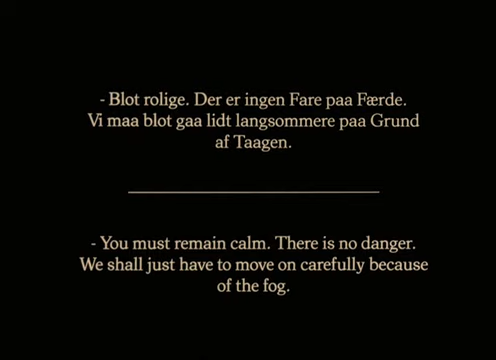 - Blot rolige. Der er ingen Fare paa Færde.
Vi maa blot gaa lidt langsommere paa Grund
af Taagen.
- You must remain calm. There is no danger.
We shall just have to move on carefully because
of the fog.